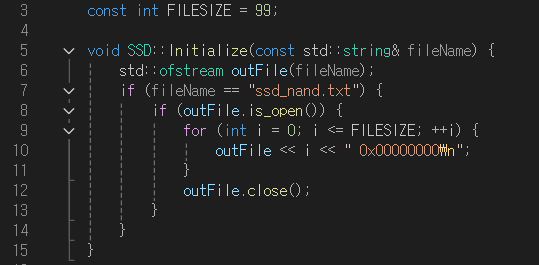 3 const int FILESIZE = 99;
4
5 void SSD::Initialize(const std::string& fileName) {
6 std::ofstream outFile(fileName);
7 if (fileName == "ssd_nand.txt") {
8 if (outFile.is_open()) {
9 for (int i = 0; i <= FILESIZE; ++i) {
10 outFile << i << " 0x00000000₩n";
11 }
12 outFile.close();
13 }
14 }
15 }